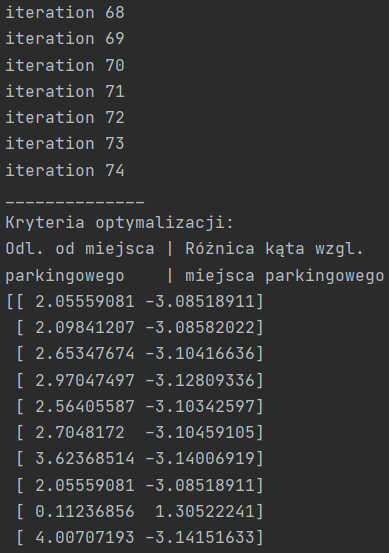 iteration 68
iteration 69
iteration 70
iteration 71
iteration 72
iteration 73
iteration 74
______________
Kryteria optymalizacji:
Odl. od miejsca | Różnica kąta wzgl.
parkingowego    | miejsca parkingowego
[[ 2.05559081 -3.08518911]
 [ 2.09841207 -3.08582022]
 [ 2.65347674 -3.10416636]
 [ 2.97047497 -3.12809336]
 [ 2.56405587 -3.10342597]
 [ 2.7048172  -3.10459105]
 [ 3.62368514 -3.14006919]
 [ 2.05559081 -3.08518911]
 [ 0.11236856  1.30522241]
 [ 4.00707193 -3.14151633]